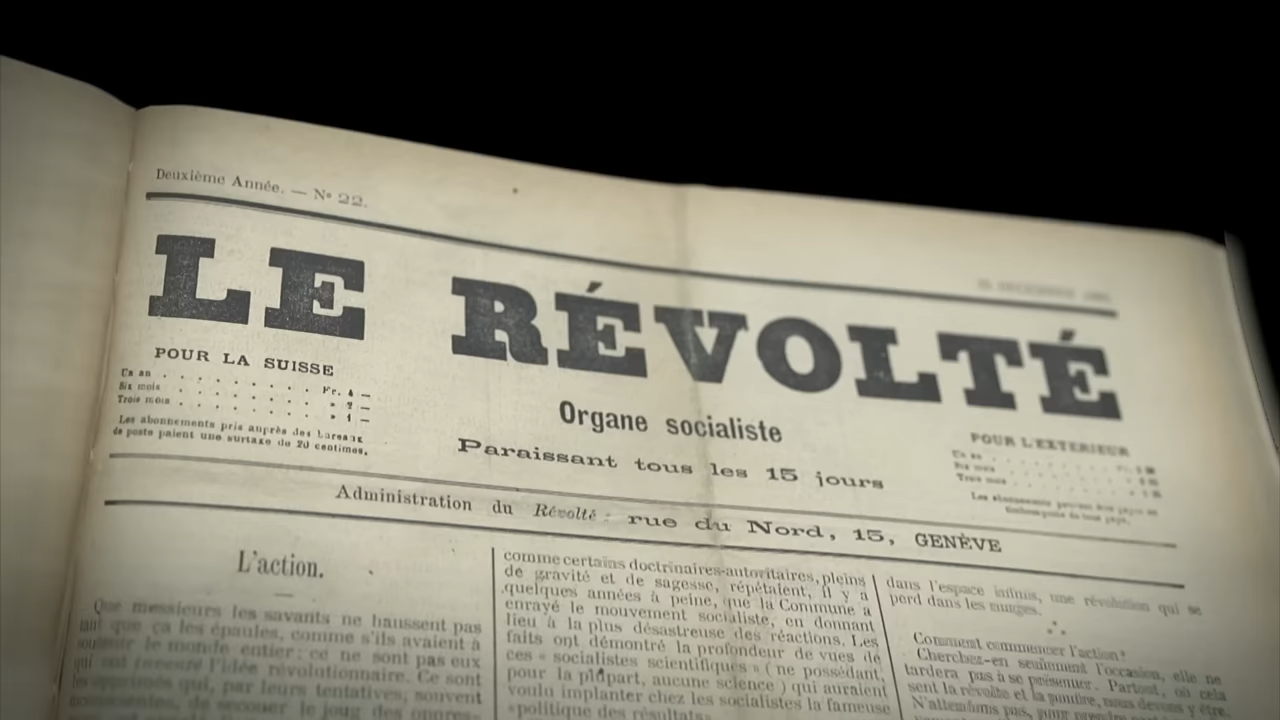 Deuxième Année. — Nº 22.
LE RÉVOLTÉ
POUR LA SUISSE
Un an . . . . . . . . . Fr. 4 —
Six mois . . . . . . . . » 2 —
Trois mois . . . . . . . » 1 —
Les abonnements pris auprès des bureaux
de poste paient une surtaxe de 20 centimes.
Organe socialiste
Paraissant tous les 15 jours
POUR L'EXTÉRIEUR
Un an
Six mois
Trois mois
Administration du Révolté : rue du Nord, 15, GENÈVE
L'action.
Que messieurs les savants ne haussent pas
tant que ça les épaules, comme s'ils avaient à
soutenir le monde entier : ce ne sont pas eux
qui ont inventé l'idée révolutionnaire. Ce sont
les opprimés qui, par leurs tentatives, souvent
inconscientes, de secouer le joug des oppres-
comme certains doctrinaires-autoritaires, pleins
de gravité et de sagesse, répétaient, il y a
quelques années à peine, que la Commune a
enrayé le mouvement socialiste, en donnant
lieu à la plus désastreuse des réactions. Les
faits ont démontré la profondeur de vues de
ces « socialistes scientifiques » ( ne possédant,
pour la plupart, aucune science ) qui auraient
voulu implanter chez les socialistes la fameuse
« politique des résultats »
dans l'espace infinis, une révolution qui se
perd dans les nuages.
Comment commencer l'action?
Cherchez-en seulement l'occasion, elle ne
tardera pas à se présenter. Partout, où cela
sent la révolte et la poudre, nous devons y être.
N'attendons pas, pour